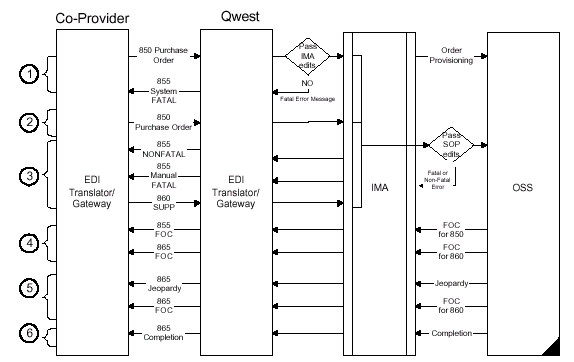 Co-Provider
Qwest
850 Purchase
Order
Pass
IMA
edits
Order
Provisioning
1
855
System
FATAL
NO
Fatal Error Message
2
850
Purchase Order
Pass
SOP
edits
855
NONFATAL
3
855
Manual
FATAL
Fatal or
Non-Fatal
Error
EDI
Translator/
Gateway
EDI
Translator/
Gateway
IMA
OSS
860
SUPP
4
855
FOC
FOC
for 850
865
FOC
FOC
for 860
5
865
Jeopardy
Jeopardy
865
FOC
FOC
for 860
6
865
Completion
Completion